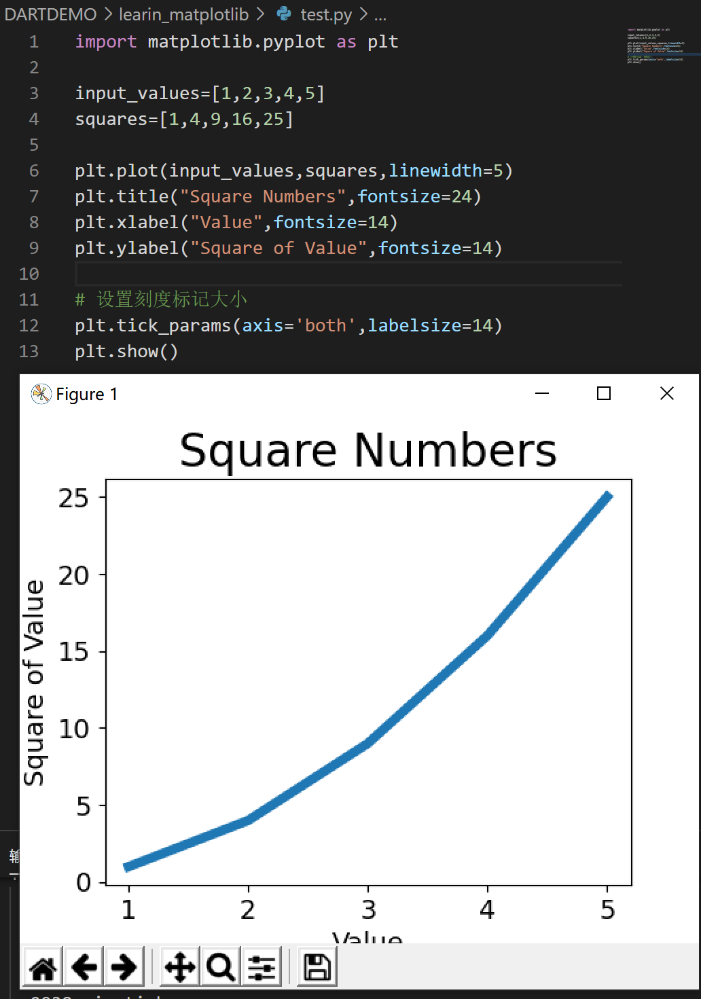 DARTDEMO > learin_matplotlib > test.py > ...
1 import matplotlib.pyplot as plt
2
3 input_values=[1,2,3,4,5]
4 squares=[1,4,9,16,25]
5
6 plt.plot(input_values,squares,linewidth=5)
7 plt.title("Square Numbers",fontsize=24)
8 plt.xlabel("Value",fontsize=14)
9 plt.ylabel("Square of Value",fontsize=14)
10
11 # 设置刻度标记大小
12 plt.tick_params(axis='both',labelsize=14)
13 plt.show()
Figure 1
Square Numbers
25
20
15
10
5
0
Square of Value
1 2 3 4 5
Value
输